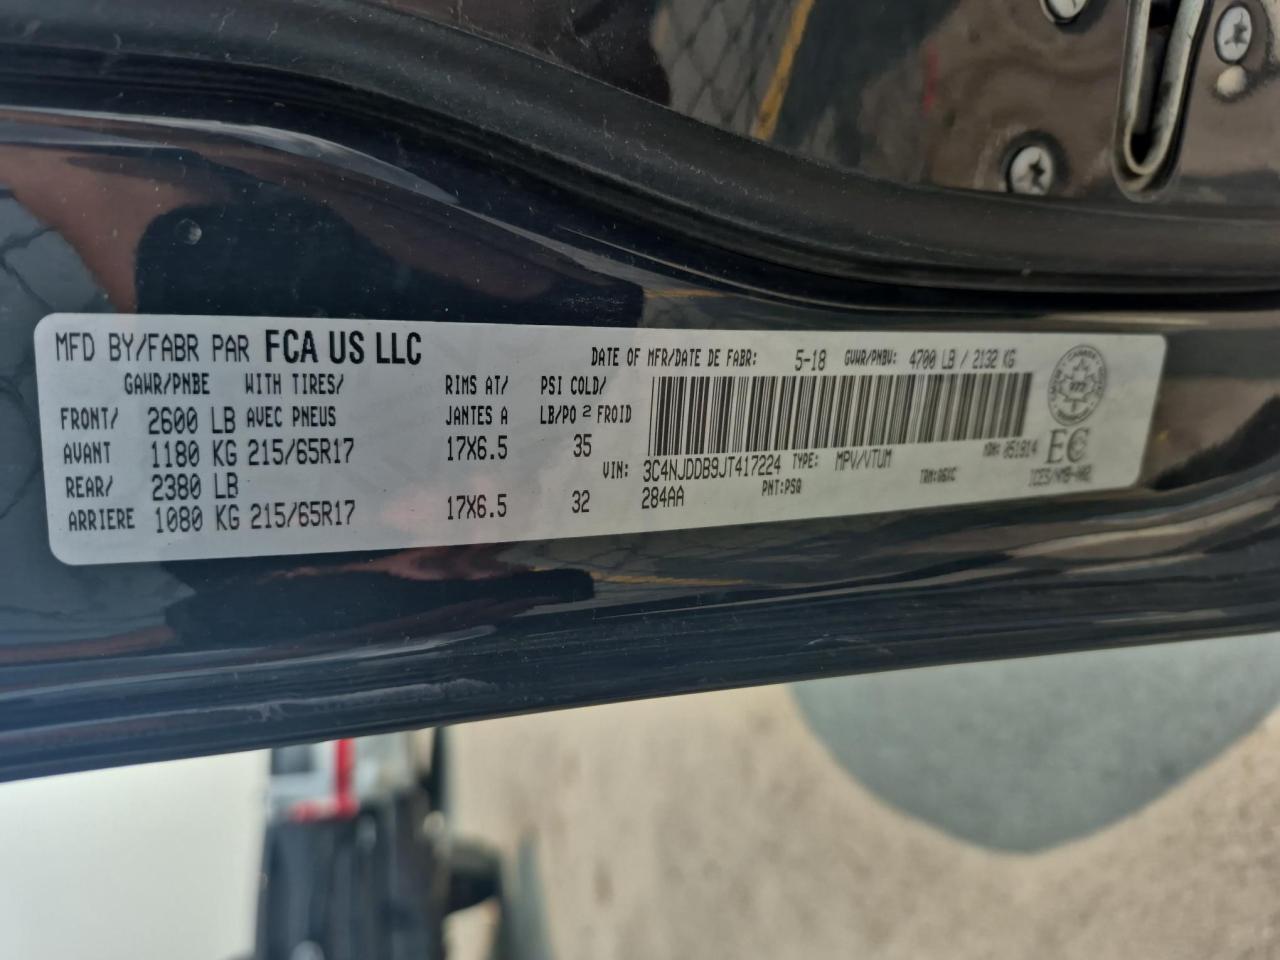 MFD BY/FABR PAR FCA US LLC DATE OF MFR/DATE DE FABR: 5-18 GVWR/PNBV: 4700 LB / 2132 KG
GAWR/PNBE WITH TIRES/ RIMS AT/ PSI COLD/
FRONT/ 2600 LB AVEC PNEUS JANTES A LB/PO 2 FROID
AVANT 1180 KG 215/65R17 17X6.5 35
REAR/ 2380 LB
ARRIERE 1080 KG 215/65R17 17X6.5 32
VIN: 3C4NJDDB9JT417224 TYPE: MPV/VTUM MDH: 051914
284AA PNT:PSQ
EC